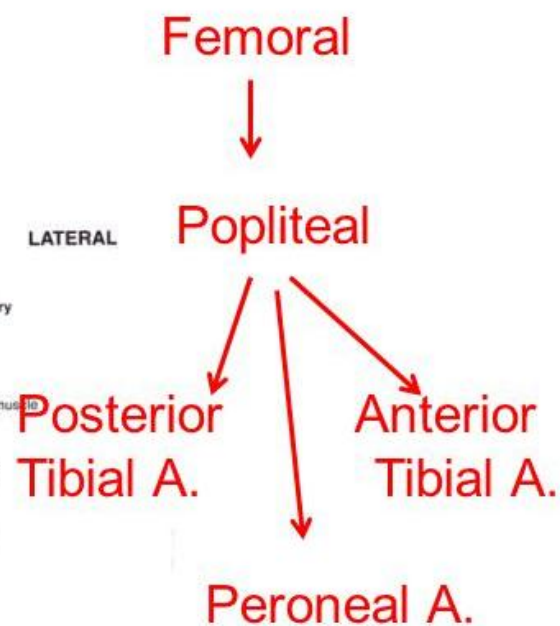 Femoral
LATERAL
Popliteal
Posterior
Tibial A.
Anterior
Tibial A.
Peroneal A.